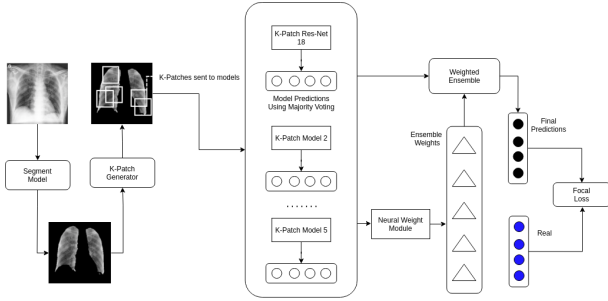 K-Patches sent to models
Segment
Model
K-Patch
Generator
K-Patch Res-Net
18
Model Predictions
Using Majority Voting
K-Patch Model 2
.......
K-Patch Model 5
Neural Weight
Module
Ensemble
Weights
Weighted
Ensemble
Final
Predictions
Real
Focal
Loss